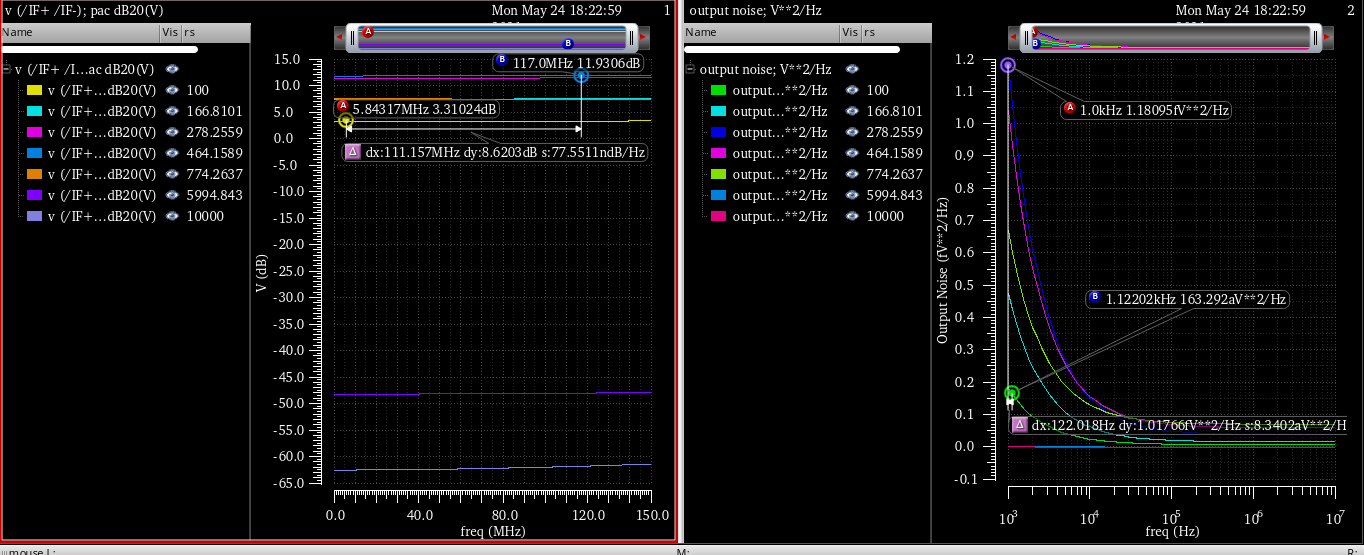 v (/IF+ /IF-); pac dB20(V)
Mon May 24 18:22:59
1
Name
Vis
rs
v (/IF+ /I...ac dB20(V)
v (/IF+...dB20(V)
100
v (/IF+...dB20(V)
166.8101
v (/IF+...dB20(V)
278.2559
v (/IF+...dB20(V)
464.1589
v (/IF+...dB20(V)
774.2637
v (/IF+...dB20(V)
5994.843
v (/IF+...dB20(V)
10000
A
B
15.0
10.0
5.0
0.0
-5.0
-10.0
-15.0
-20.0
-25.0
-30.0
-35.0
-40.0
-45.0
-50.0
-55.0
-60.0
-65.0
V (dB)
B 117.0MHz 11.9306dB
A 5.84317MHz 3.31024dB
Δ dx:111.157MHz dy:8.6203dB s:77.5511ndB/Hz
0.0
40.0
80.0
120.0
150.0
freq (MHz)
output noise; V**2/Hz
Mon May 24 18:22:59
2
Name
Vis
rs
output noise; V**2/Hz
output...**2/Hz
100
output...**2/Hz
166.8101
output...**2/Hz
278.2559
output...**2/Hz
464.1589
output...**2/Hz
774.2637
output...**2/Hz
5994.843
output...**2/Hz
10000
A
B
1.2
1.1
1.0
0.9
0.8
0.7
0.6
0.5
0.4
0.3
0.2
0.1
0.0
-0.1
Output Noise (fV**2/Hz)
A 1.0kHz 1.18095fV**2/Hz
B 1.12202kHz 163.292aV**2/Hz
Δ dx:122.018Hz dy:1.01766fV**2/Hz s:8.3402aV**2/H
10³
10⁴
10⁵
10⁶
10⁷
freq (Hz)
mouse L:
M:
R: